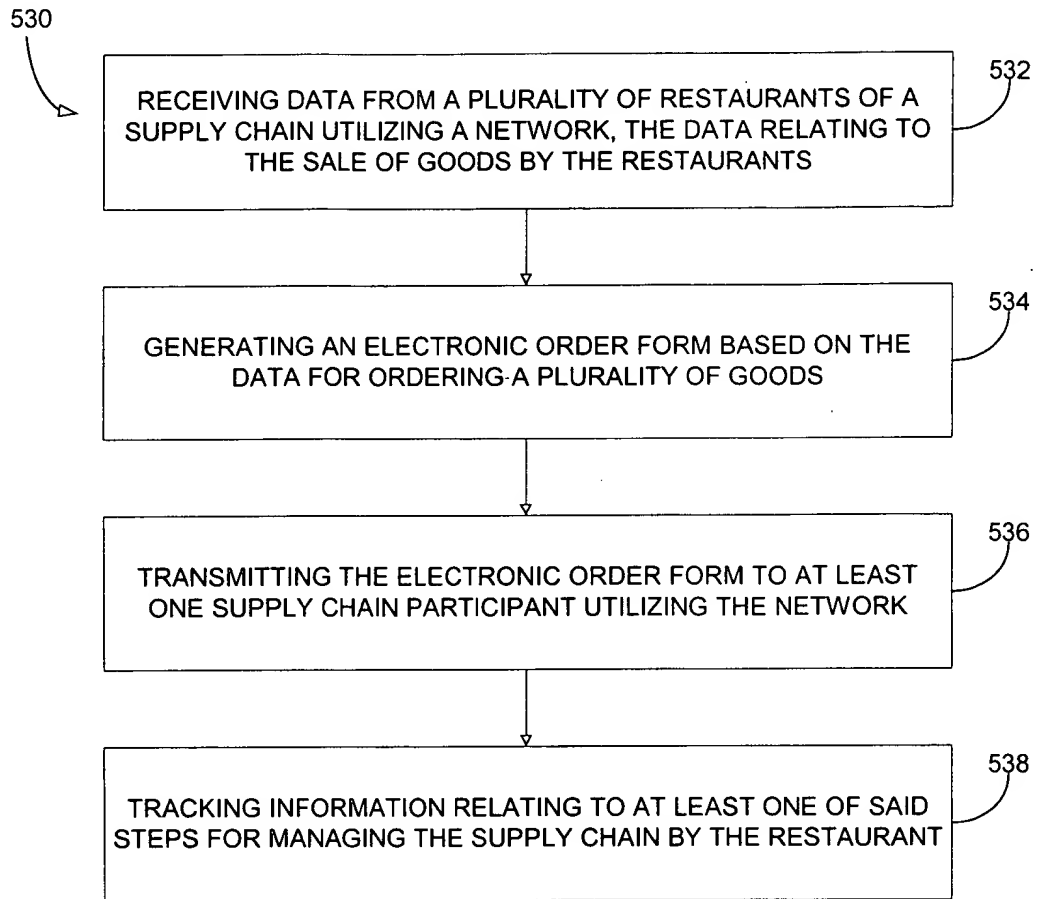 530
532
RECEIVING DATA FROM A PLURALITY OF RESTAURANTS OF A
SUPPLY CHAIN UTILIZING A NETWORK, THE DATA RELATING TO
THE SALE OF GOODS BY THE RESTAURANTS
534
GENERATING AN ELECTRONIC ORDER FORM BASED ON THE
DATA FOR ORDERING A PLURALITY OF GOODS
536
TRANSMITTING THE ELECTRONIC ORDER FORM TO AT LEAST
ONE SUPPLY CHAIN PARTICIPANT UTILIZING THE NETWORK
538
TRACKING INFORMATION RELATING TO AT LEAST ONE OF SAID
STEPS FOR MANAGING THE SUPPLY CHAIN BY THE RESTAURANT